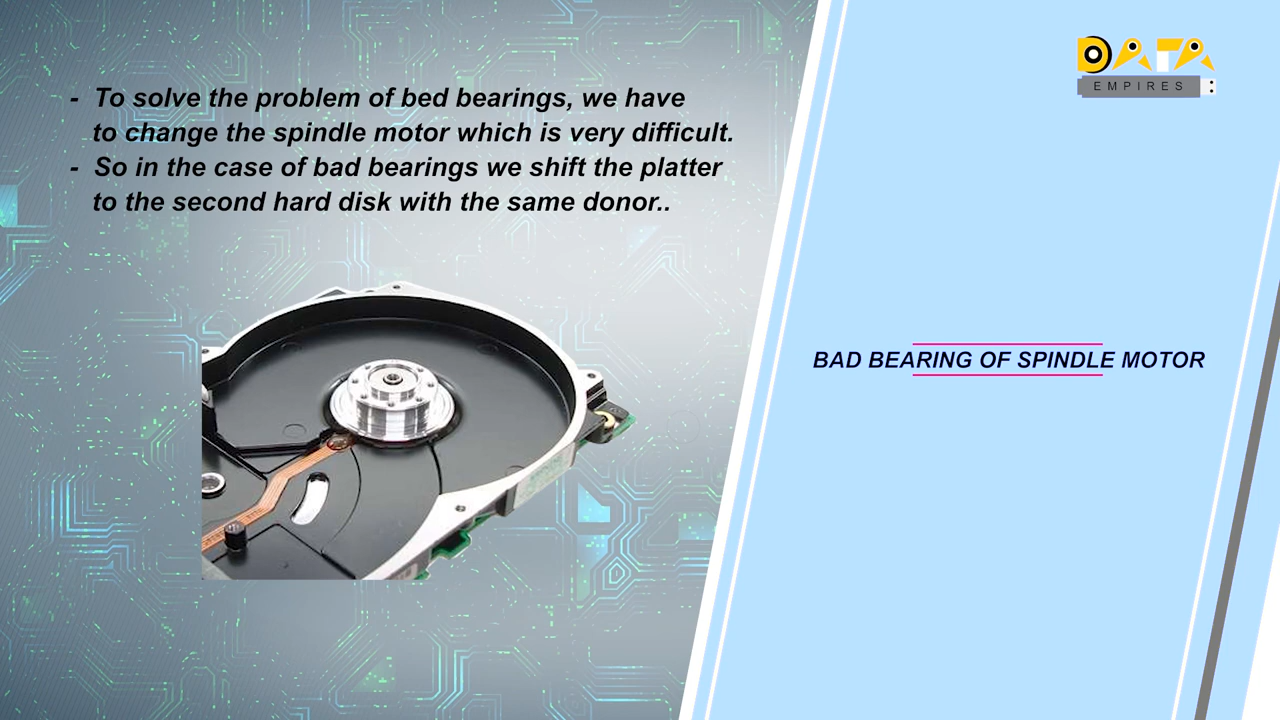 - To solve the problem of bed bearings, we have
to change the spindle motor which is very difficult.
- So in the case of bad bearings we shift the platter
to the second hard disk with the same donor..
DATA
EMPIRES
BAD BEARING OF SPINDLE MOTOR